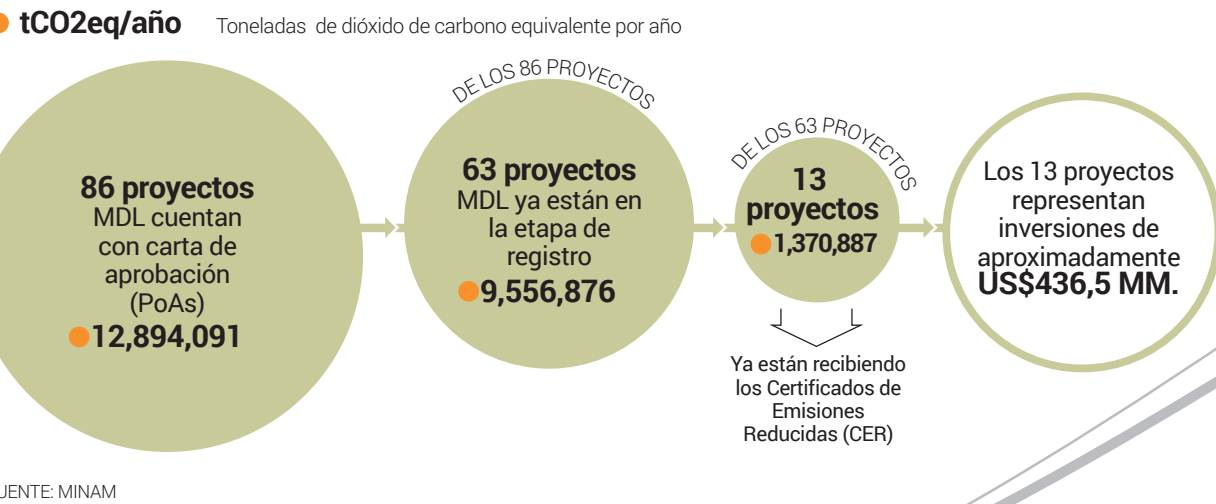 tCO2eq/año Toneladas de dióxido de carbono equivalente por año
86 proyectos
MDL cuentan
con carta de
aprobación
(PoAs)
12,894,091
DE LOS 86 PROYECTOS
63 proyectos
MDL ya están en
la etapa de
registro
9,556,876
DE LOS 63 PROYECTOS
13
proyectos
1,370,887
Ya están recibiendo
los Certificados de
Emisiones
Reducidas (CER)
Los 13 proyectos
representan
inversiones de
aproximadamente
US$436,5 MM.
UENTE: MINAM